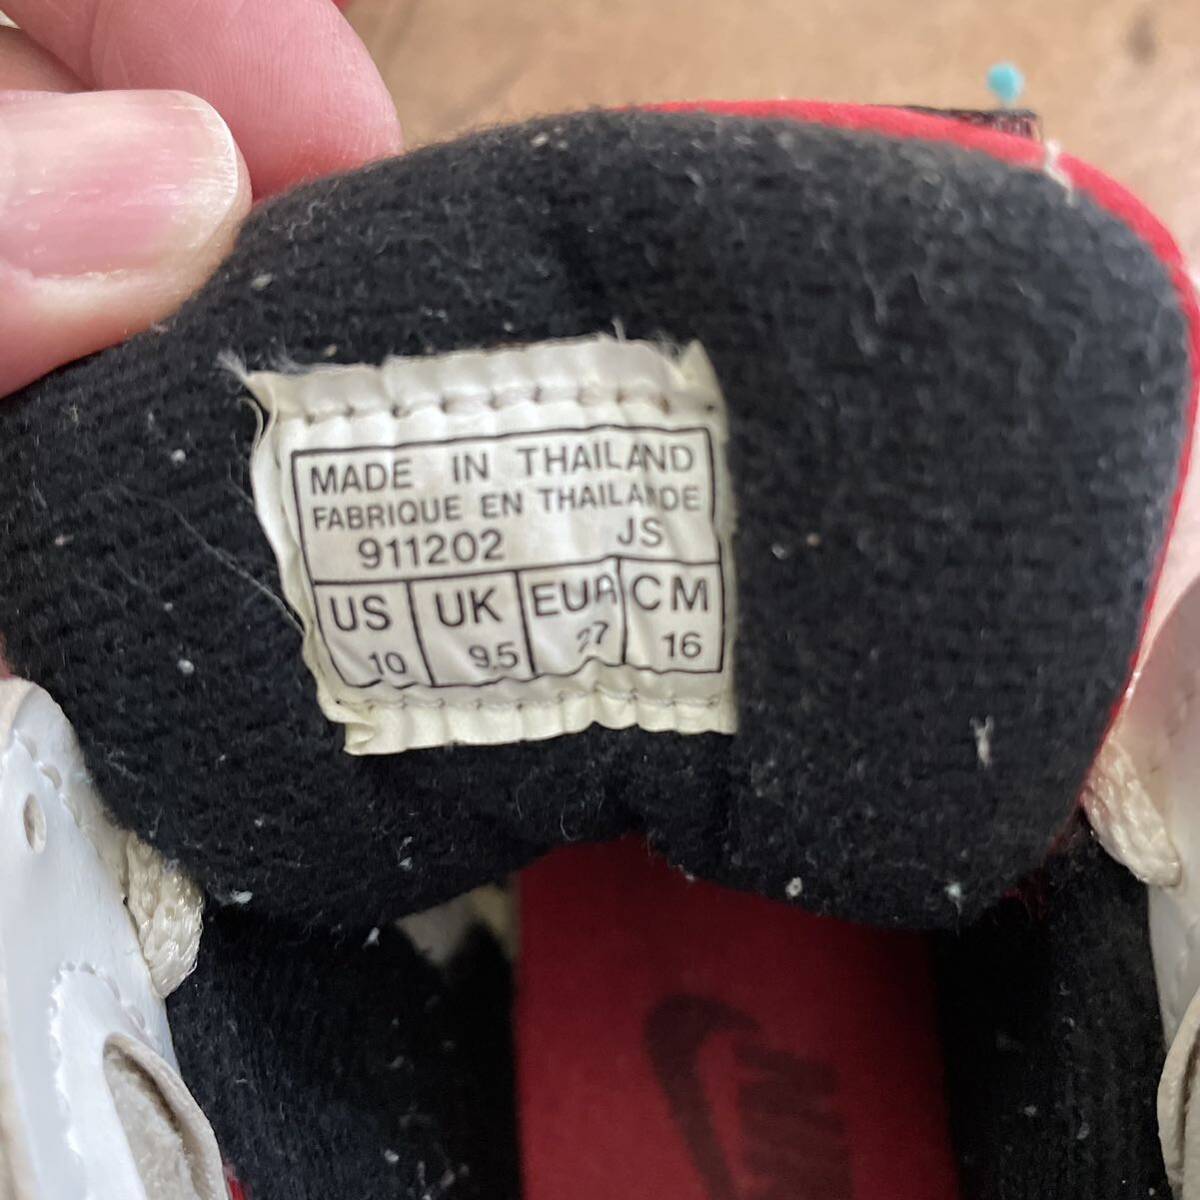 MADE IN THAILAND
FABRIQUE EN THAILANDE
911202 JS
US UK EUR CM
10 9.5 27 16